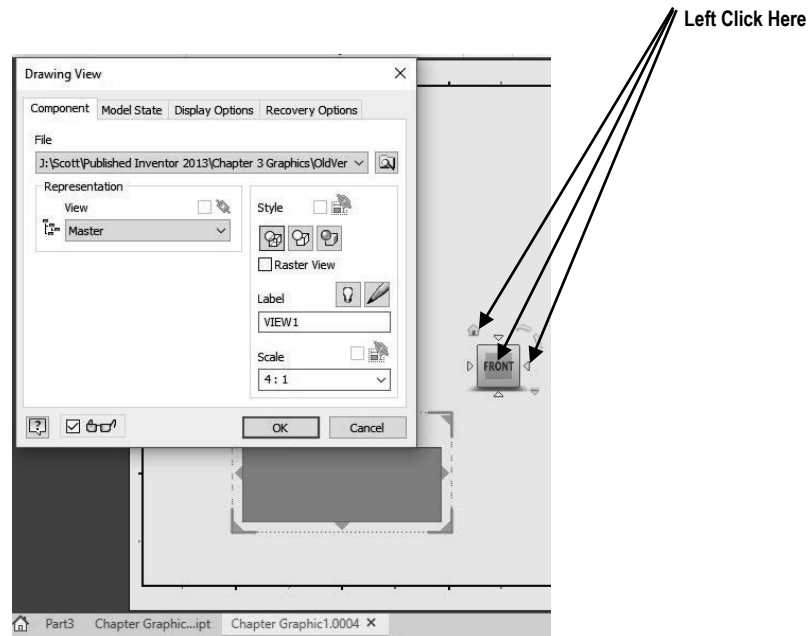 Left Click Here
Drawing View
Component Model State Display Options Recovery Options
File
J:\Scott\Published Inventor 2013\Chapter 3 Graphics\OldVer
Representation
View
Master
Style
Raster View
Label
VIEW1
Scale
4 : 1
FRONT
OK Cancel
Part3 Chapter Graphic...ipt Chapter Graphic1.0004